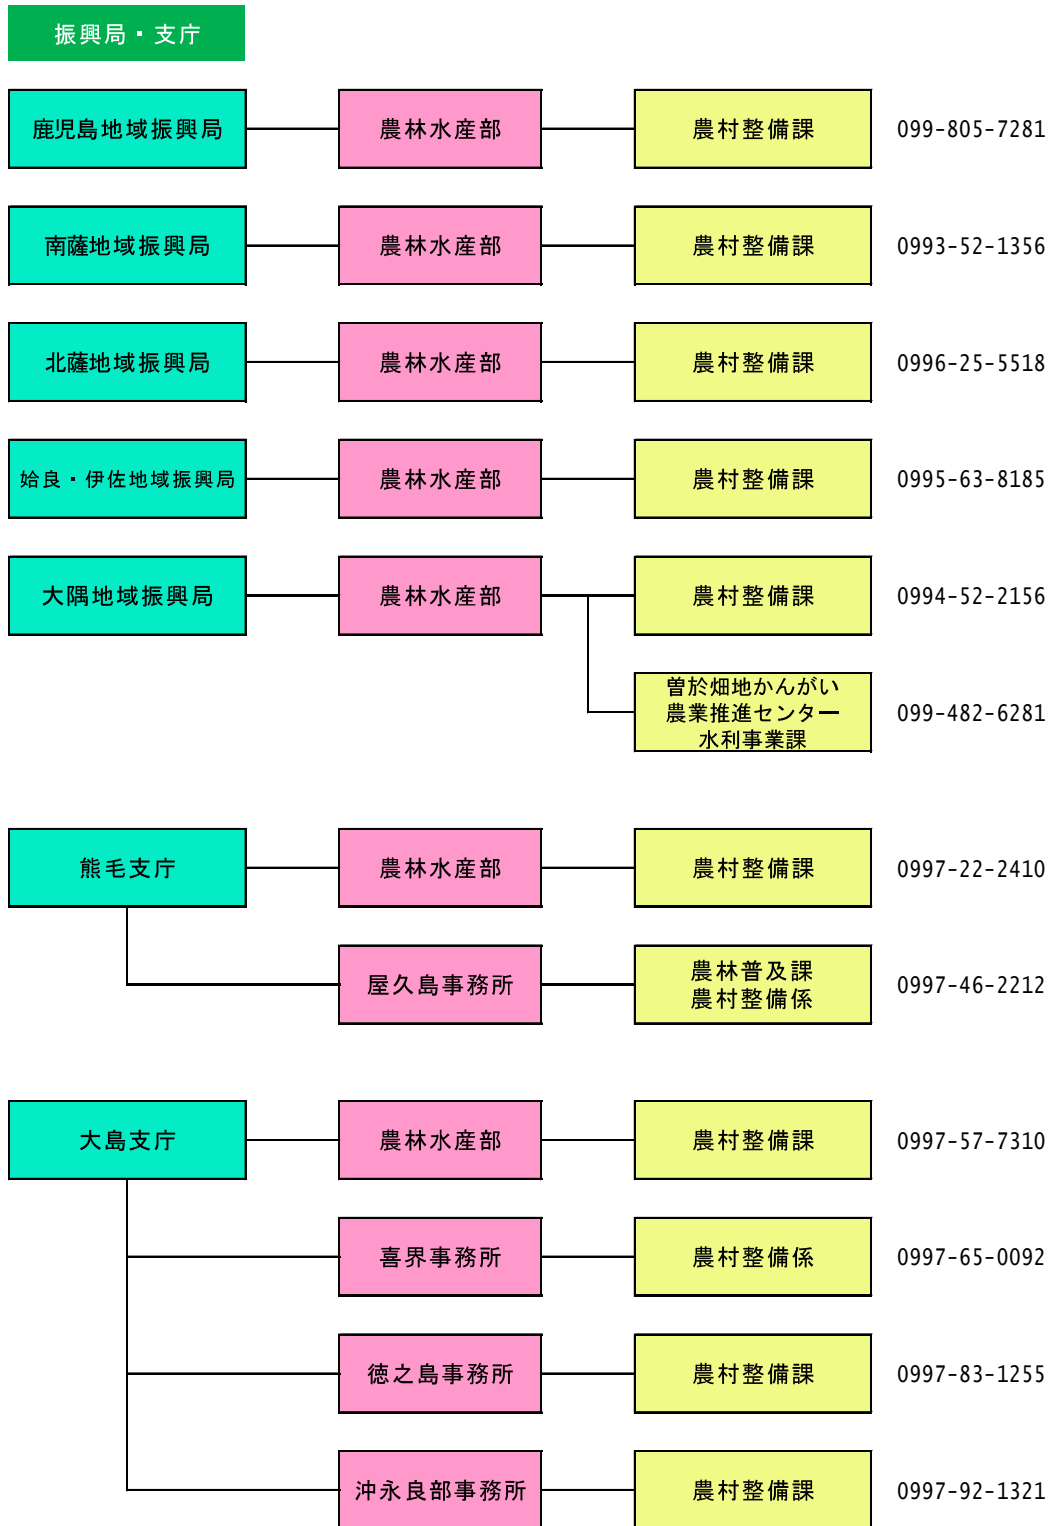 振興局・支庁
鹿児島地域振興局 農林水産部 農村整備課 099-805-7281
南薩地域振興局 農林水産部 農村整備課 0993-52-1356
北薩地域振興局 農林水産部 農村整備課 0996-25-5518
姶良・伊佐地域振興局 農林水産部 農村整備課 0995-63-8185
大隅地域振興局 農林水産部 農村整備課 0994-52-2156
曽於畑地かんがい
農業推進センター
水利事業課
099-482-6281
熊毛支庁 農林水産部 農村整備課 0997-22-2410
屋久島事務所
農林普及課
農村整備係
0997-46-2212
大島支庁 農林水産部 農村整備課 0997-57-7310
喜界事務所 農村整備係 0997-65-0092
徳之島事務所 農村整備課 0997-83-1255
沖永良部事務所 農村整備課 0997-92-1321